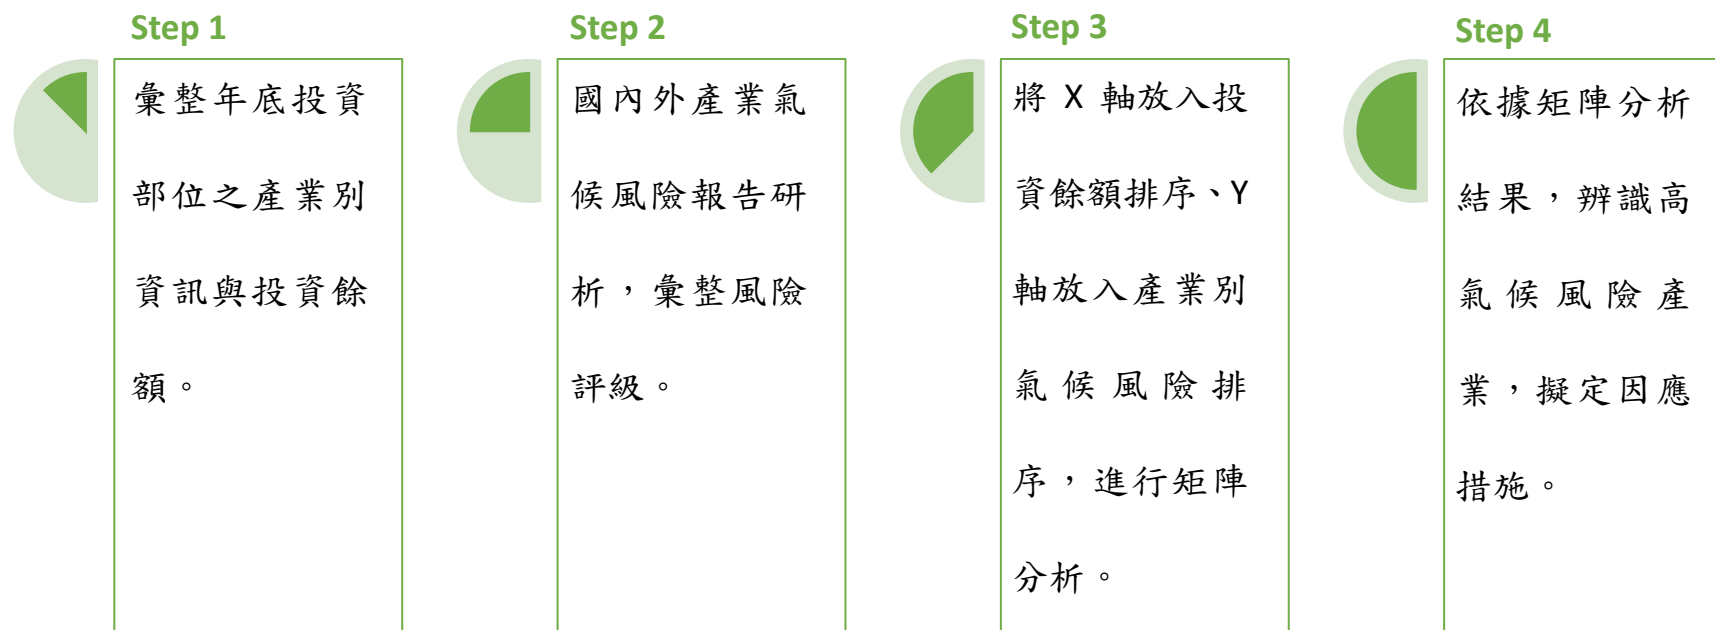 Step 1
彙整年底投資
部位之產業別
資訊與投資餘
額。
Step 2
國內外產業氣
候風險報告研
析，彙整風險
評級。
Step 3
將 X 軸放入投
資餘額排序、Y
軸放入產業別
氣候風險排
序，進行矩陣
分析。
Step 4
依據矩陣分析
結果，辨識高
氣候風險產
業，擬定因應
措施。